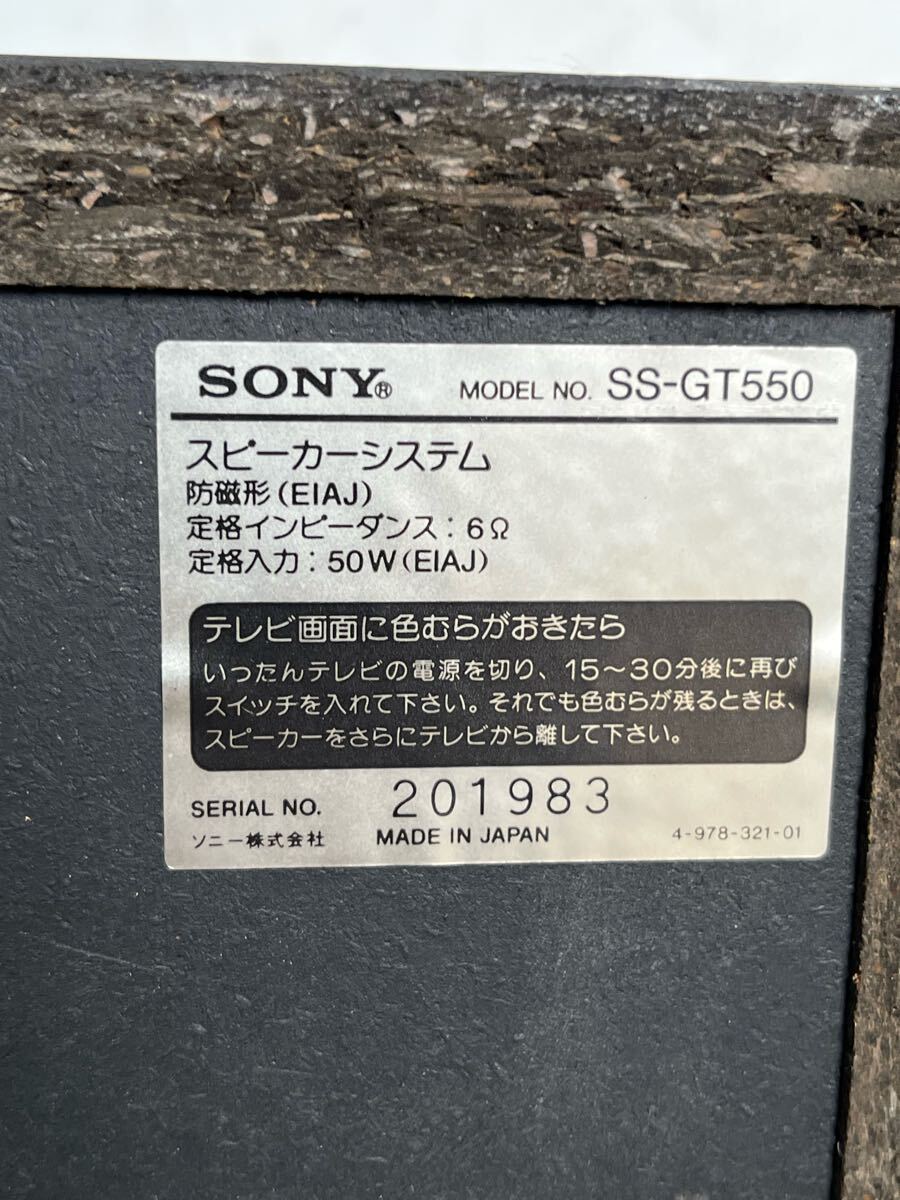 SONY® MODEL NO. SS-GT550
スピーカーシステム
防磁形(EIAJ)
定格インピーダンス：6Ω
定格入力：50W(EIAJ)
テレビ画面に色むらがおきたら
いったんテレビの電源を切り、15～30分後に再び
スイッチを入れて下さい。それでも色むらが残るときは、
スピーカーをさらにテレビから離して下さい。
SERIAL NO. 201983
ソニー株式会社 MADE IN JAPAN 4-978-321-01